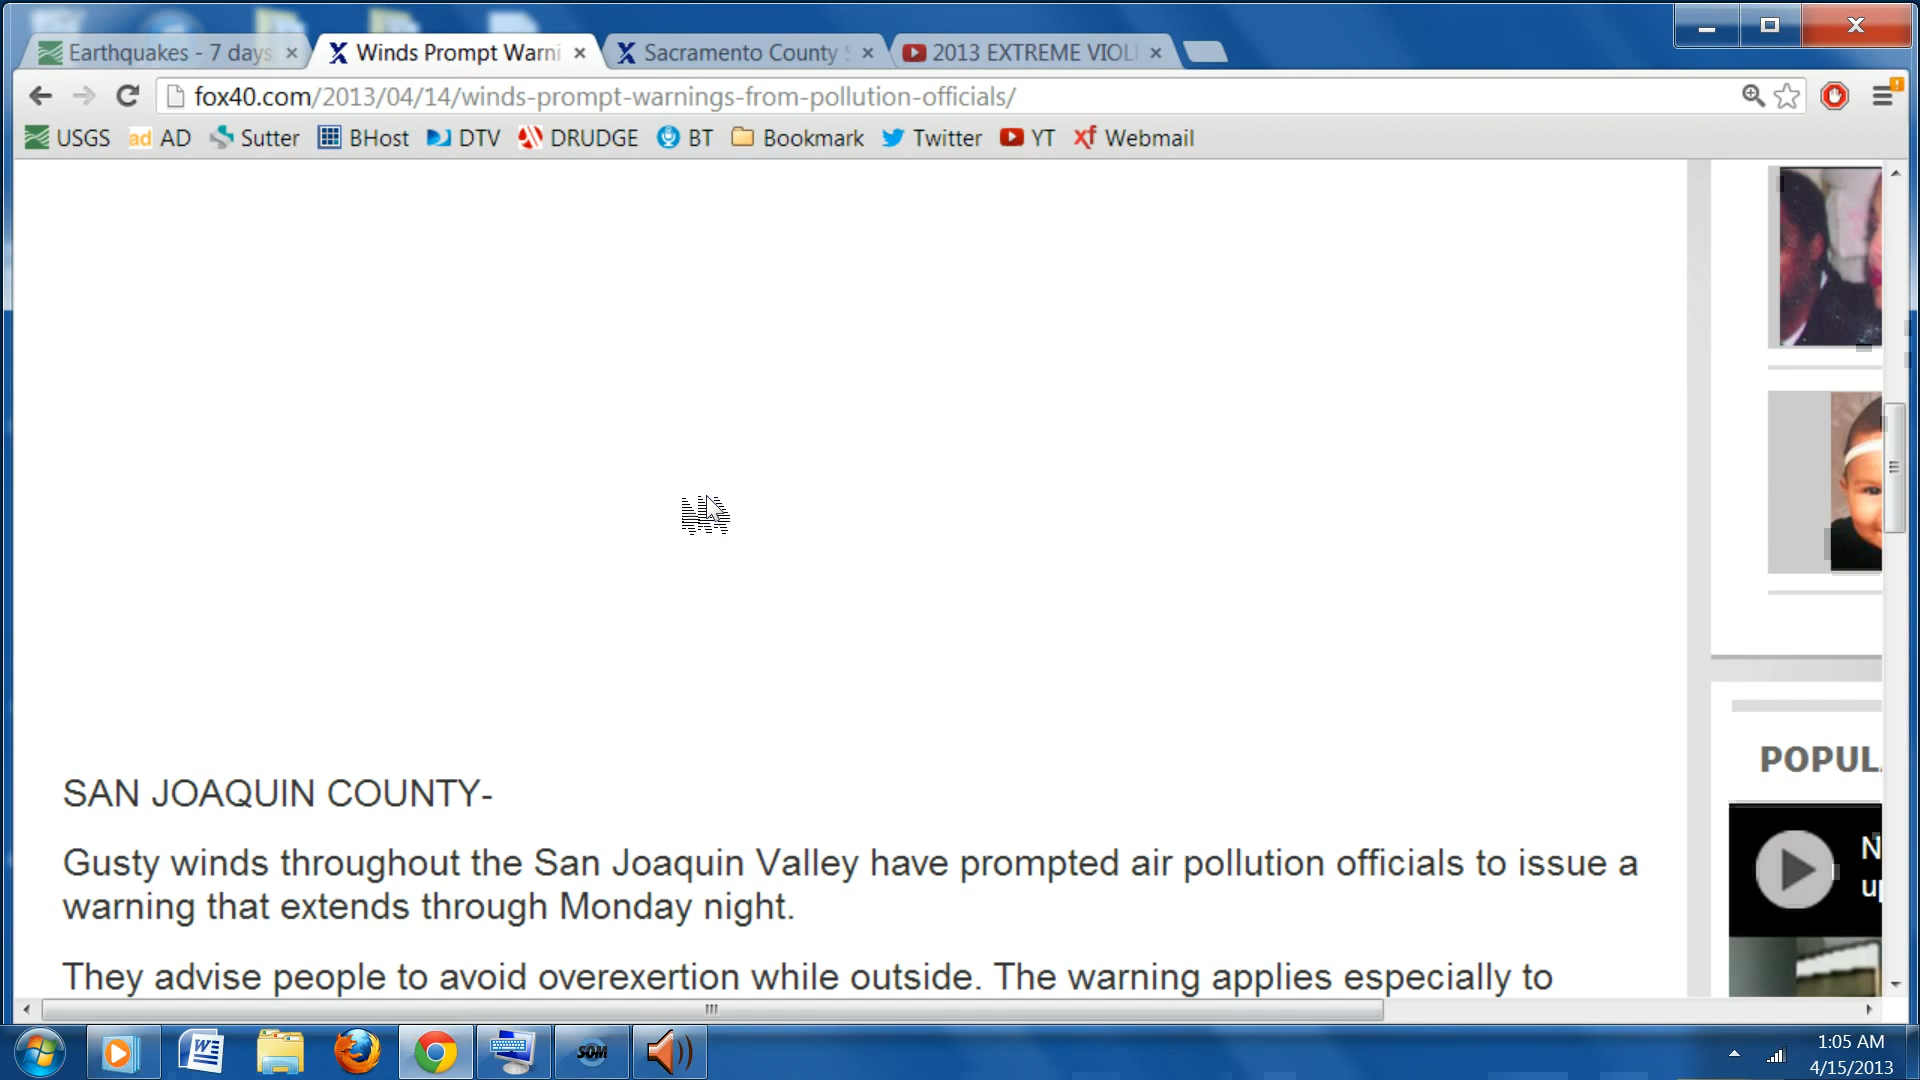 Earthquakes - 7 days
Winds Prompt Warni
Sacramento County S
2013 EXTREME VIOL
fox40.com/2013/04/14/winds-prompt-warnings-from-pollution-officials/
USGS
ad AD
Sutter
BHost
DTV
DRUDGE
BT
Bookmark
Twitter
YT
xf Webmail
POPUL
SAN JOAQUIN COUNTY-
N
up
Gusty winds throughout the San Joaquin Valley have prompted air pollution officials to issue a
warning that extends through Monday night.
They advise people to avoid overexertion while outside. The warning applies especially to
SOM
1:05 AM
4/15/2013